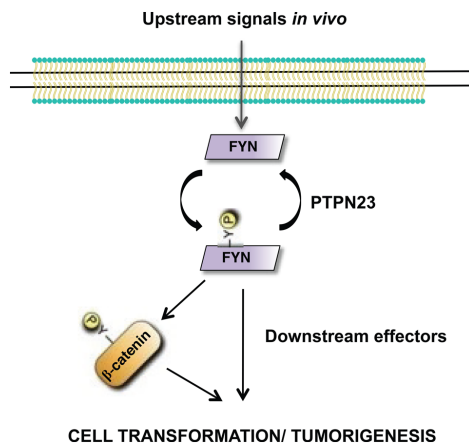 Upstream signals in vivo
FYN
PTPN23
P
Y
FYN
P
Y
β-catenin
Downstream effectors
CELL TRANSFORMATION/ TUMORIGENESIS